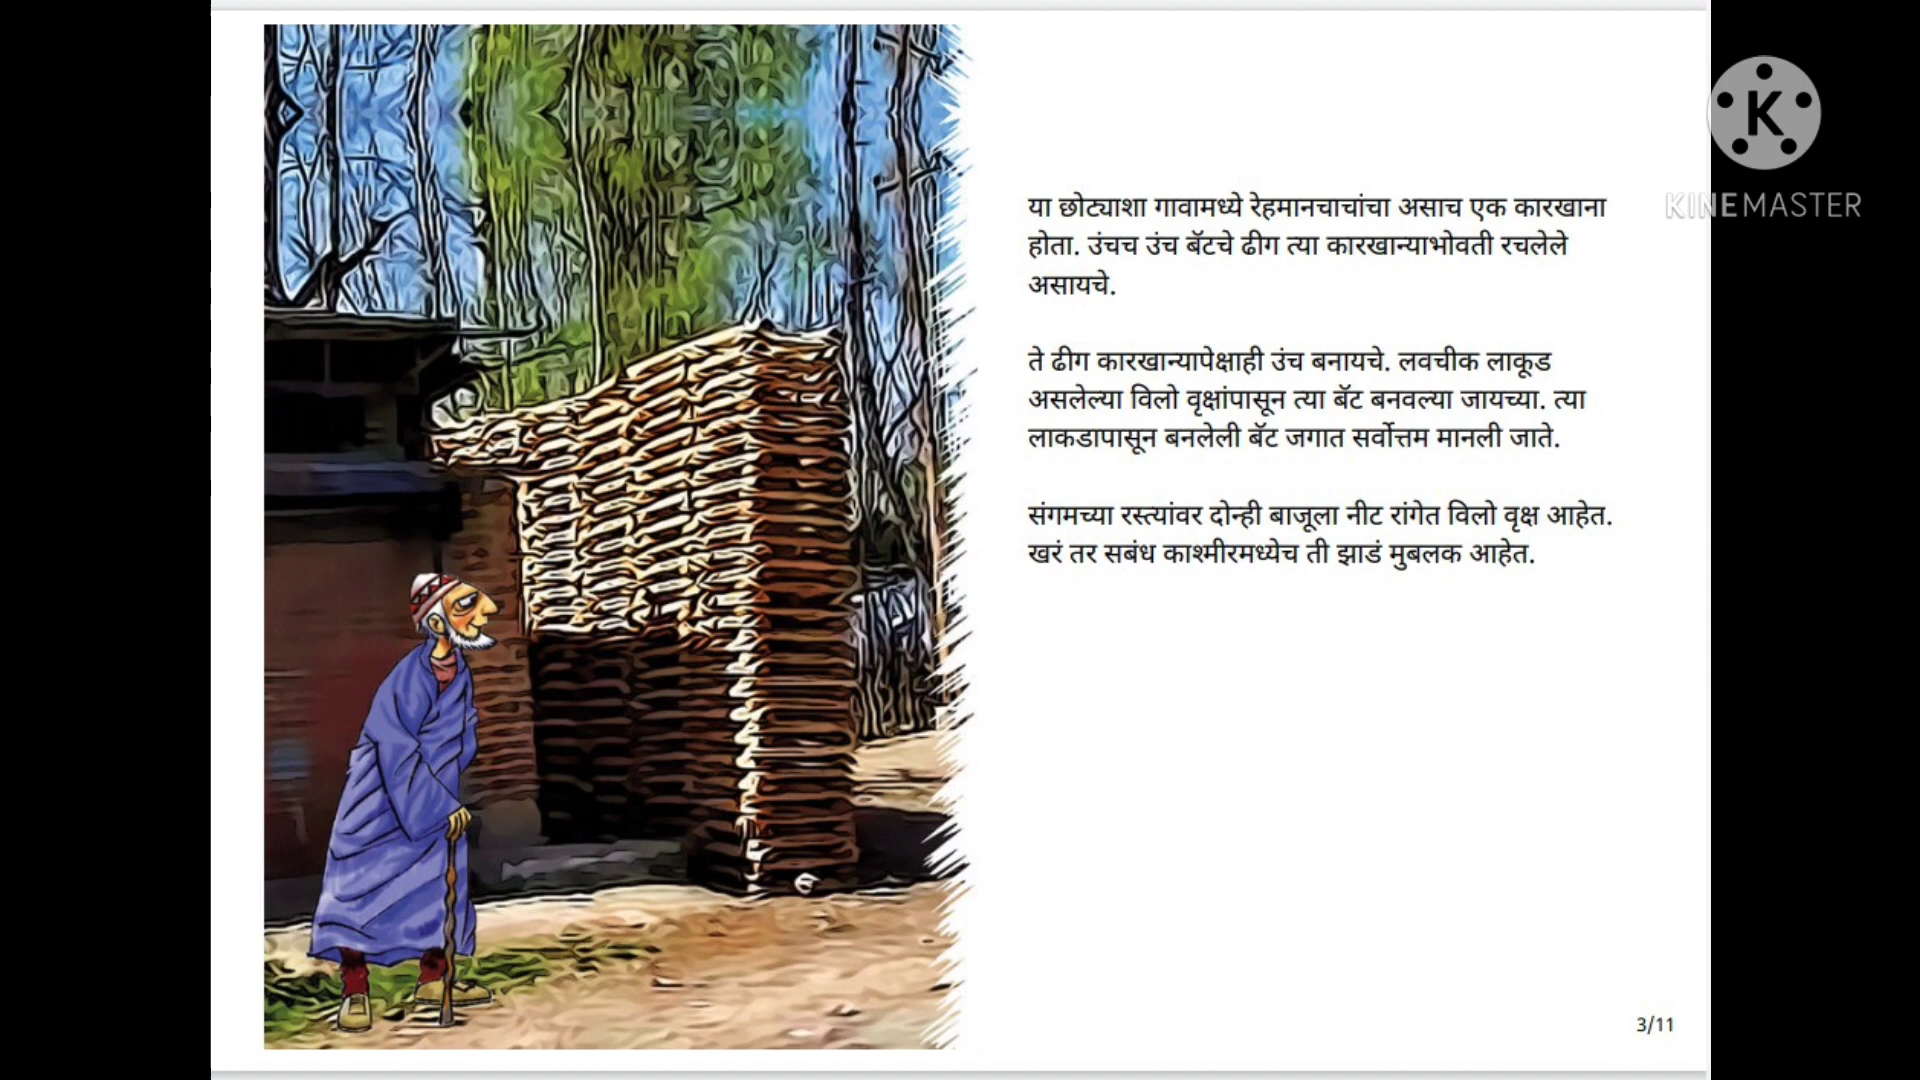 या छोट्याशा गावामध्ये रेहमानचाचांचा असाच एक कारखाना
होता. उंचच उंच बॅटचे ढीग त्या कारखान्याभोवती रचलेले
असायचे.
ते ढीग कारखान्यापेक्षाही उंच बनायचे. लवचीक लाकूड
असलेल्या विलो वृक्षांपासून त्या बॅट बनवल्या जायच्या. त्या
लाकडापासून बनलेली बॅट जगात सर्वोत्तम मानली जाते.
संगमच्या रस्त्यांवर दोन्ही बाजूला नीट रांगेत विलो वृक्ष आहेत.
खरं तर सबंध काश्मीरमध्येच ती झाडं मुबलक आहेत.
3/11
K
KINEMASTER